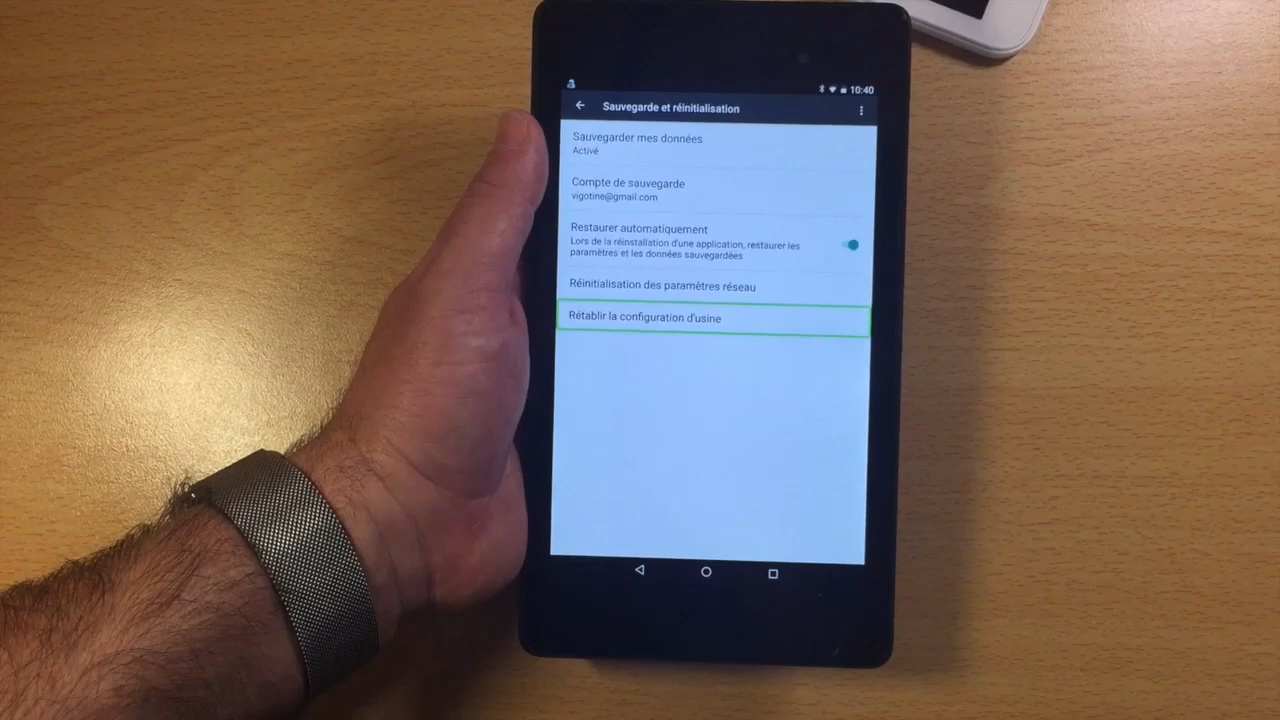 10:40
Sauvegarde et réinitialisation
Sauvegarder mes données
Activé
Compte de sauvegarde
vigotine@gmail.com
Restaurer automatiquement
Lors de la réinstallation d'une application, restaurer les
paramètres et les données sauvegardées
Réinitialisation des paramètres réseau
Rétablir la configuration d'usine